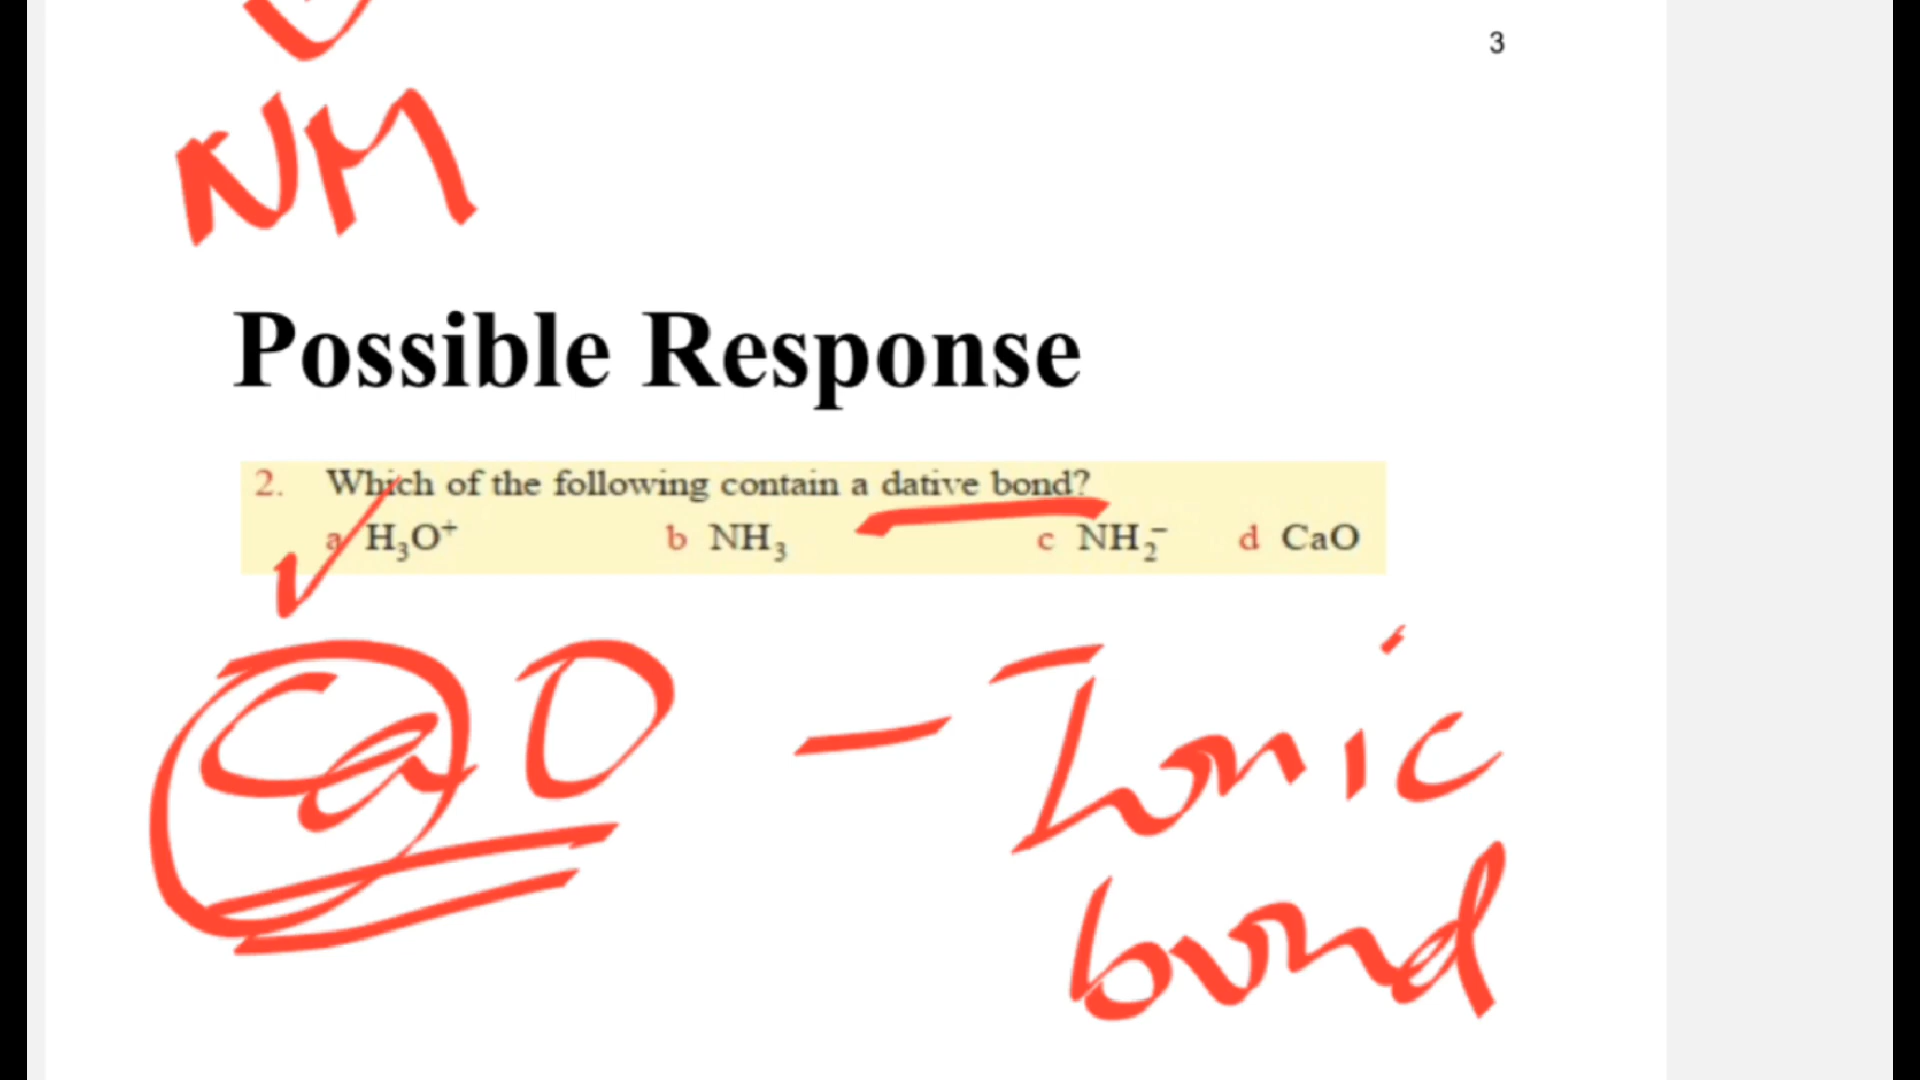 3
NM
Possible Response
2. Which of the following contain a dative bond?
a H₃O⁺ b NH₃ c NH₂⁻ d CaO
CaO – Ionic
bond